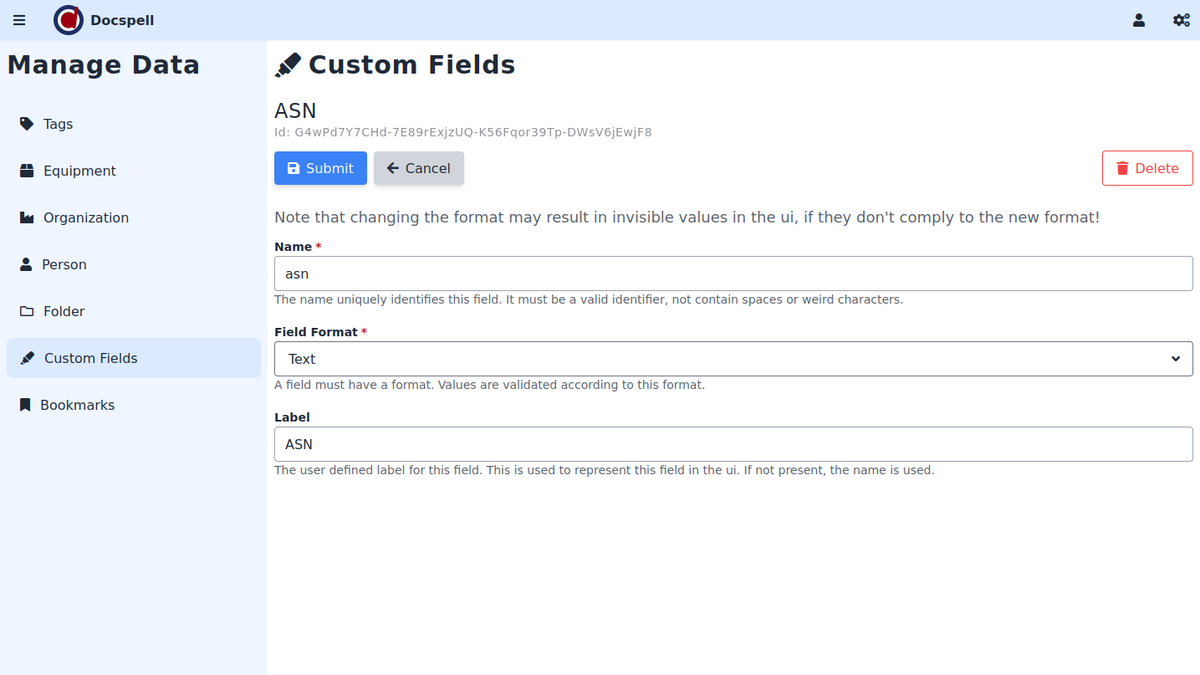 Docspell
Manage Data
Tags
Equipment
Organization
Person
Folder
Custom Fields
Bookmarks
Custom Fields
ASN
Id: G4wPd7Y7CHd-7E89rExjzUQ-K56Fqor39Tp-DWsV6jEwjF8
Submit
Cancel
Delete
Note that changing the format may result in invisible values in the ui, if they don't comply to the new format!
Name *
asn
The name uniquely identifies this field. It must be a valid identifier, not contain spaces or weird characters.
Field Format *
Text
A field must have a format. Values are validated according to this format.
Label
ASN
The user defined label for this field. This is used to represent this field in the ui. If not present, the name is used.